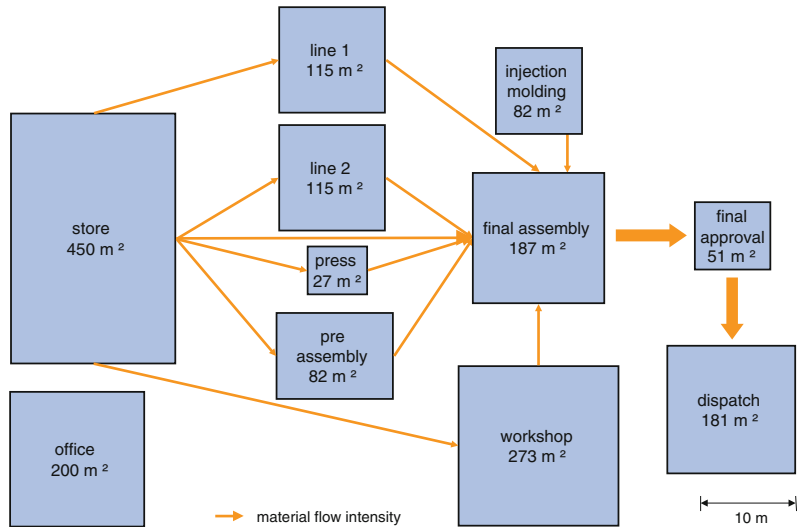 line 1
115 m ²
injection
molding
82 m ²
line 2
115 m ²
store
450 m ²
final assembly
187 m ²
final
approval
51 m ²
press
27 m ²
pre
assembly
82 m ²
office
200 m ²
workshop
273 m ²
dispatch
181 m ²
material flow intensity
10 m